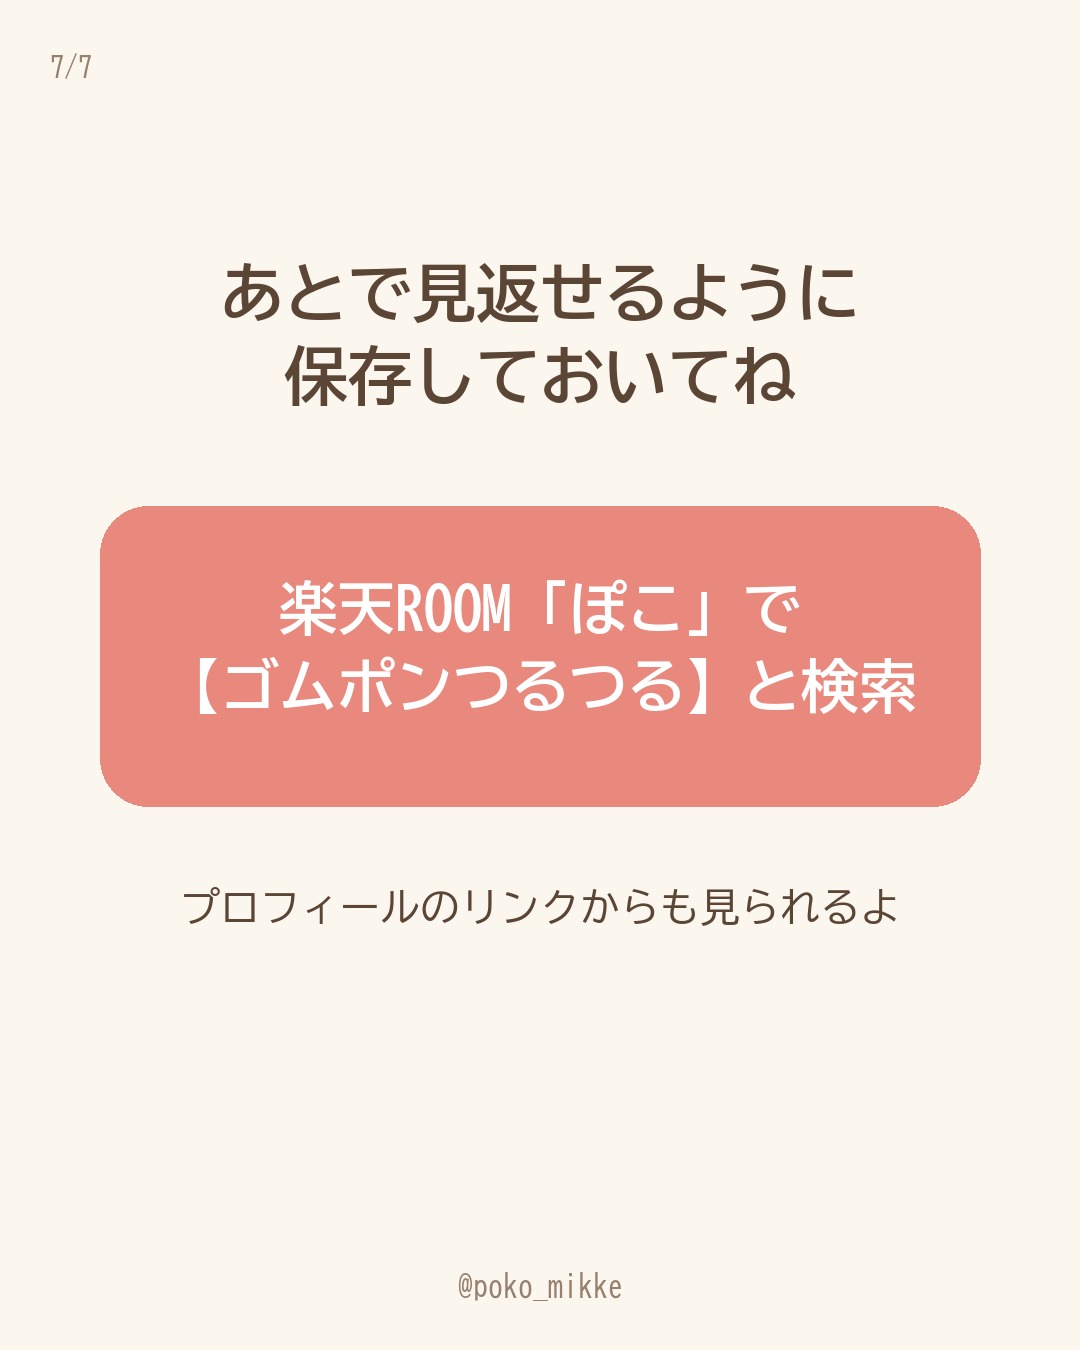 7/7
あとで見返せるように
保存しておいてね
楽天ROOM「ぽこ」で
【ゴムポンつるつる】と検索
プロフィールのリンクからも見られるよ
@poko_mikke